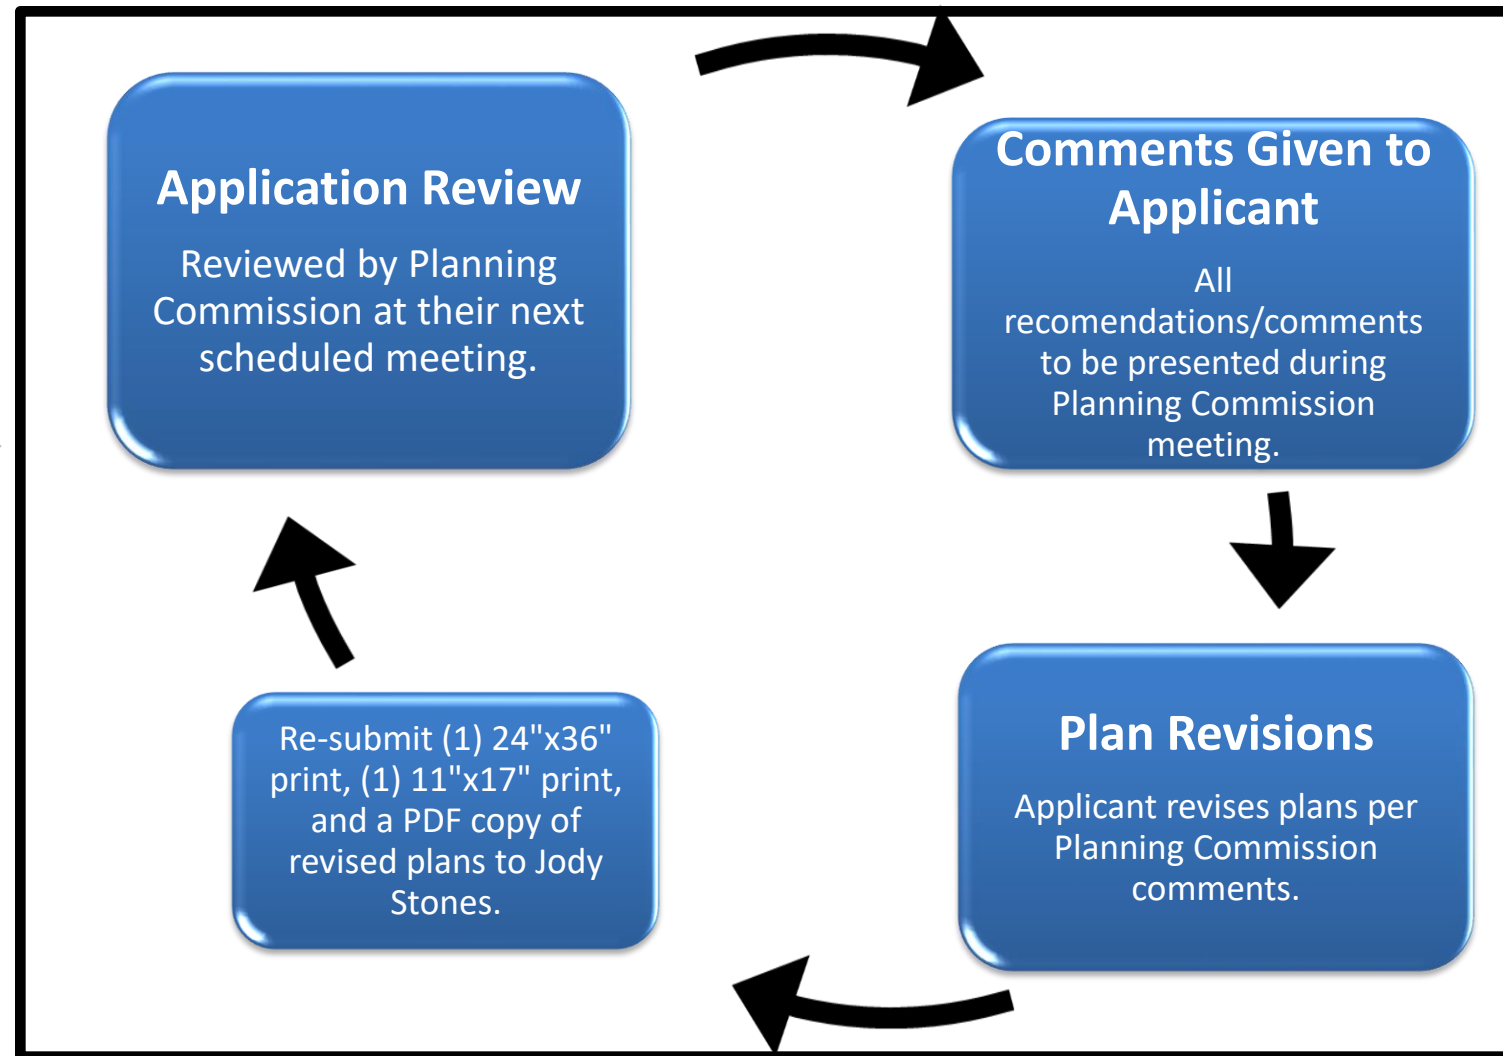 Application Review
Reviewed by Planning
Commission at their next
scheduled meeting.
Comments Given to
Applicant
All
recomendations/comments
to be presented during
Planning Commission
meeting.
Plan Revisions
Applicant revises plans per
Planning Commission
comments.
Re-submit (1) 24"x36"
print, (1) 11"x17" print,
and a PDF copy of
revised plans to Jody
Stones.